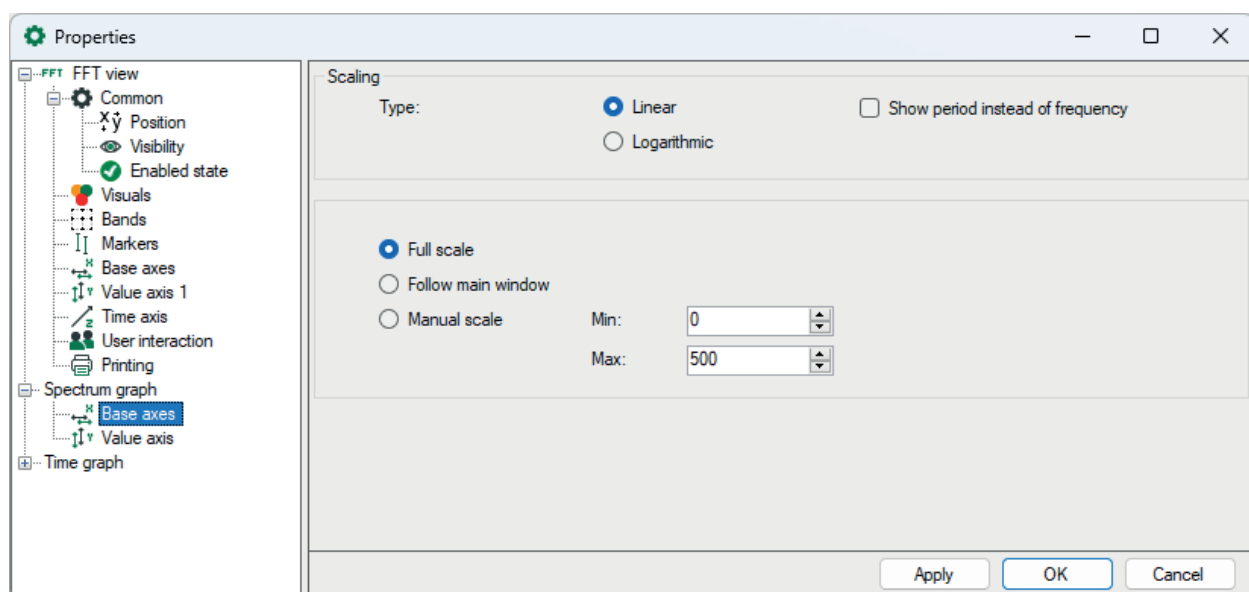 Properties
FFT FFT view
Common
Position
Visibility
Enabled state
Visuals
Bands
Markers
Base axes
Value axis 1
Time axis
User interaction
Printing
Spectrum graph
Base axes
Value axis
Time graph
Scaling
Type:
Linear
Show period instead of frequency
Logarithmic
Full scale
Follow main window
Manual scale
Min:
0
Max:
500
Apply
OK
Cancel